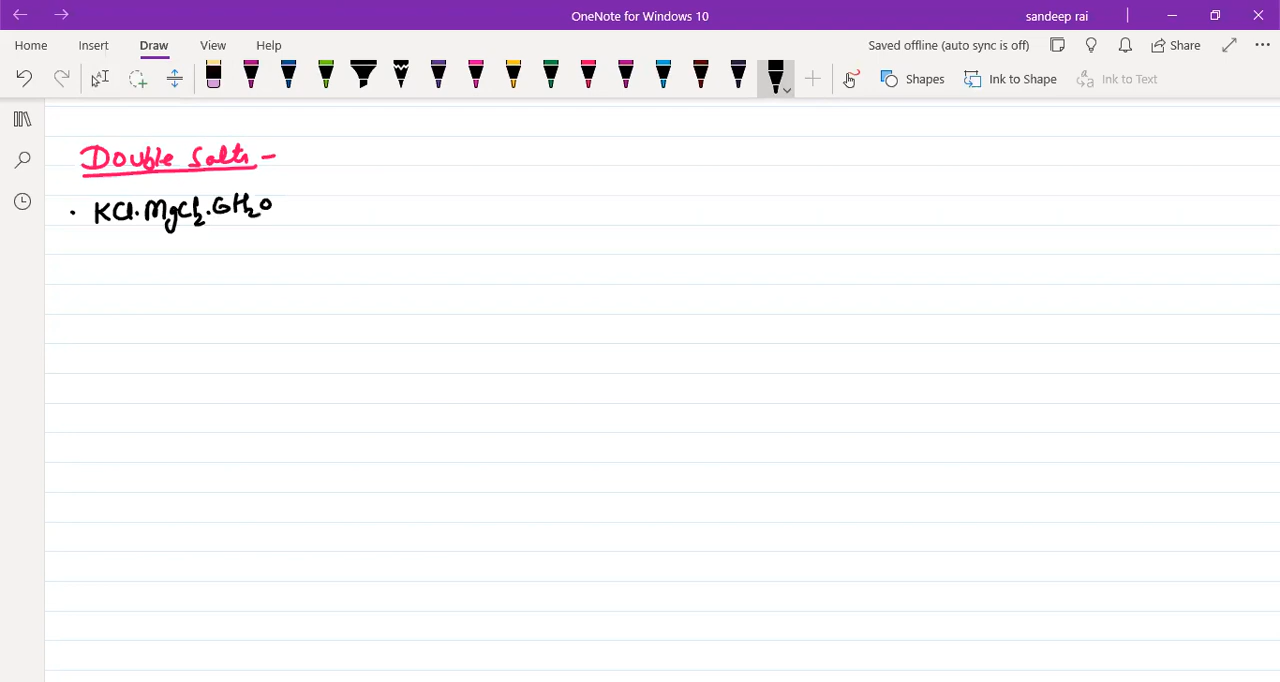 OneNote for Windows 10
sandeep rai
Home Insert Draw View Help
Saved offline (auto sync is off)
Share
Shapes
Ink to Shape
Ink to Text
Double Salts -
· KCl·MgCl₂·6H₂O